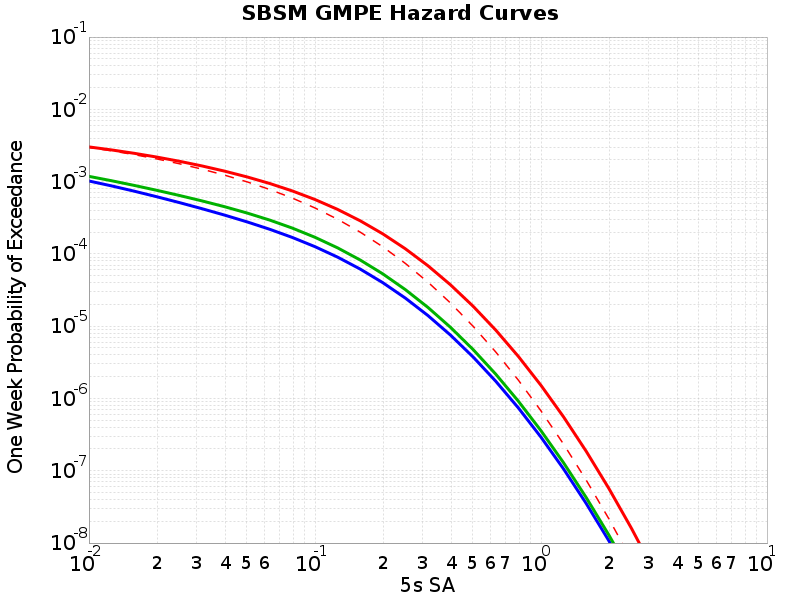 SBSM GMPE Hazard Curves
One Week Probability of Exceedance
10^-1
10^-2
10^-3
10^-4
10^-5
10^-6
10^-7
10^-8
10^-2 2 3 4 5 6 10^-1 2 3 4 5 6 7 10^0 2 3 4 5 6 7 10^1
5s SA